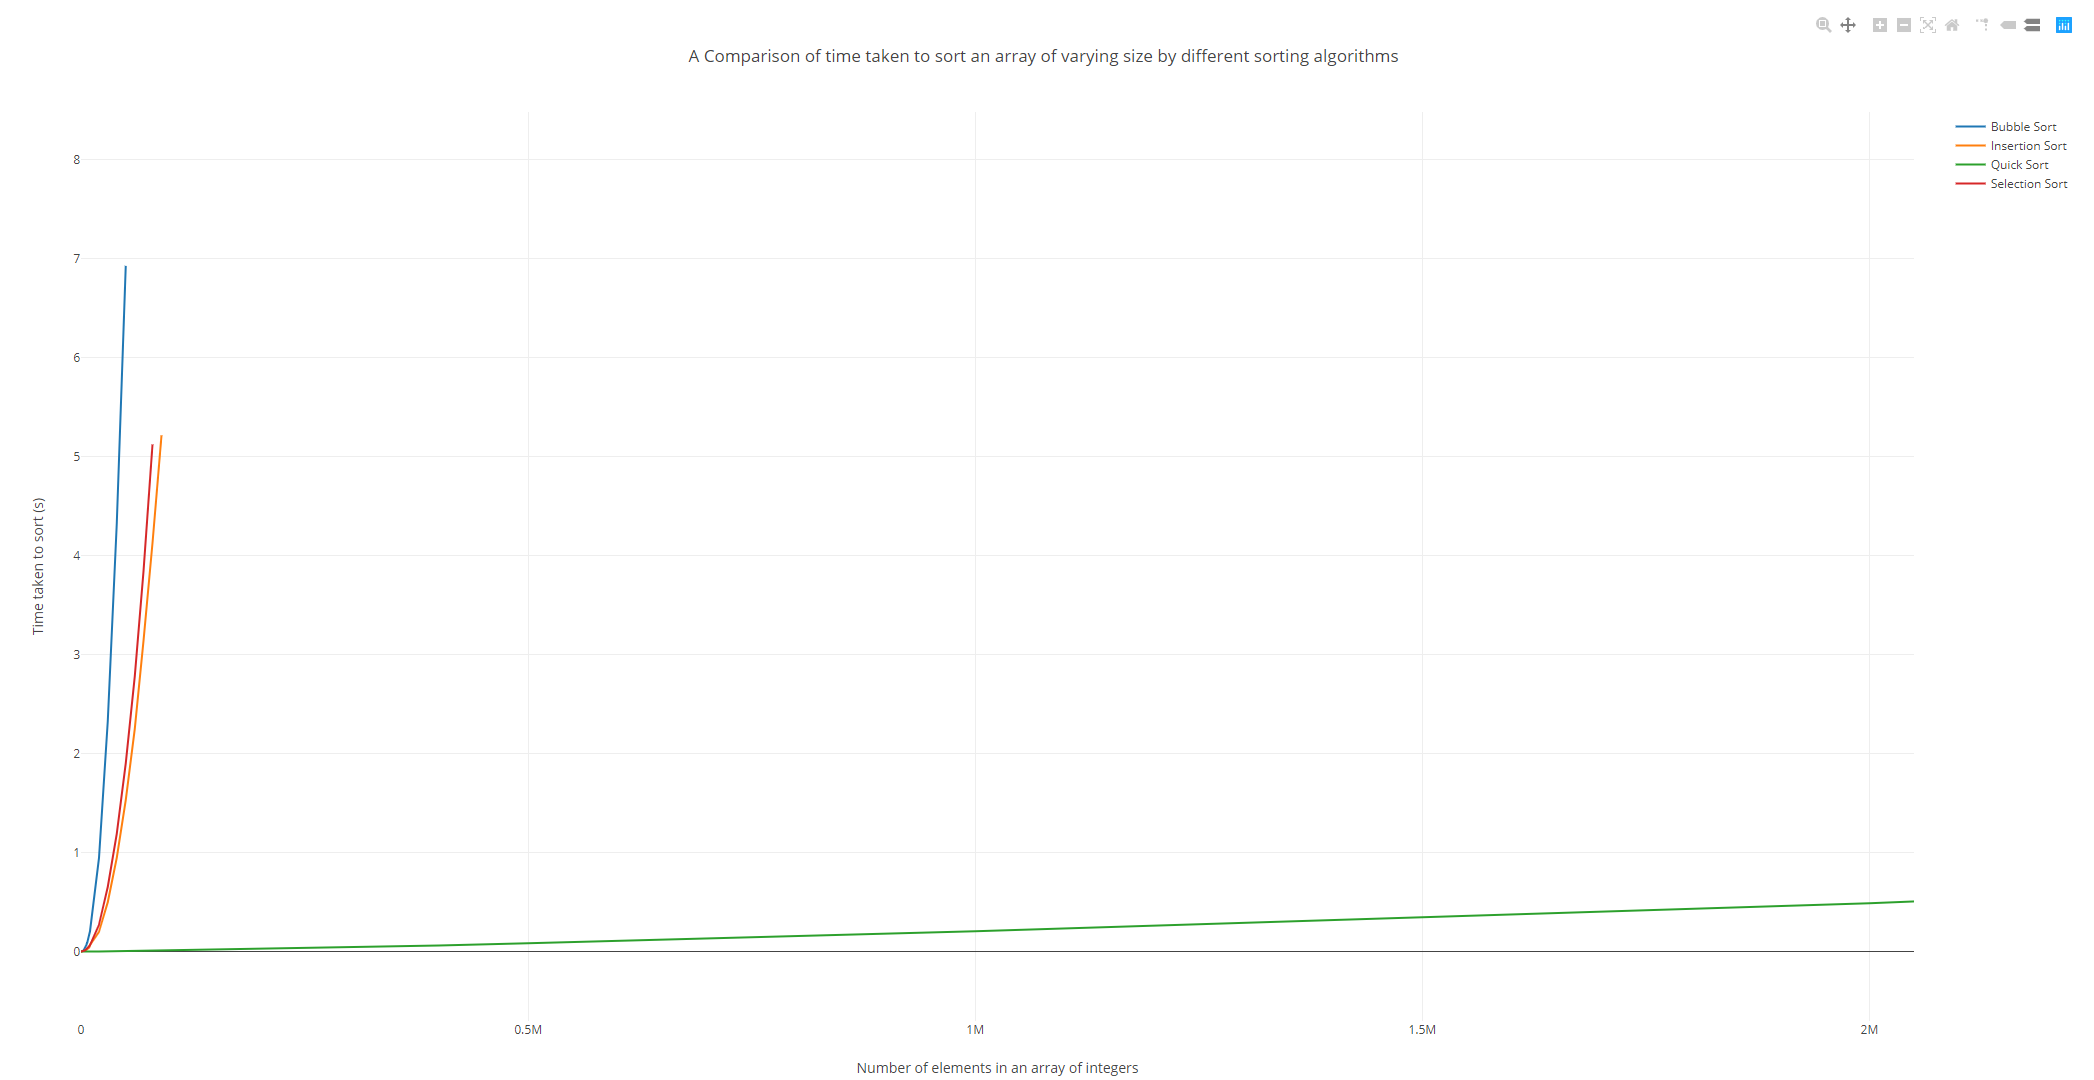 A Comparison of time taken to sort an array of varying size by different sorting algorithms
Bubble Sort
Insertion Sort
Quick Sort
Selection Sort
8
7
6
5
4
3
2
1
0
Time taken to sort (s)
0
0.5M
1M
1.5M
2M
Number of elements in an array of integers